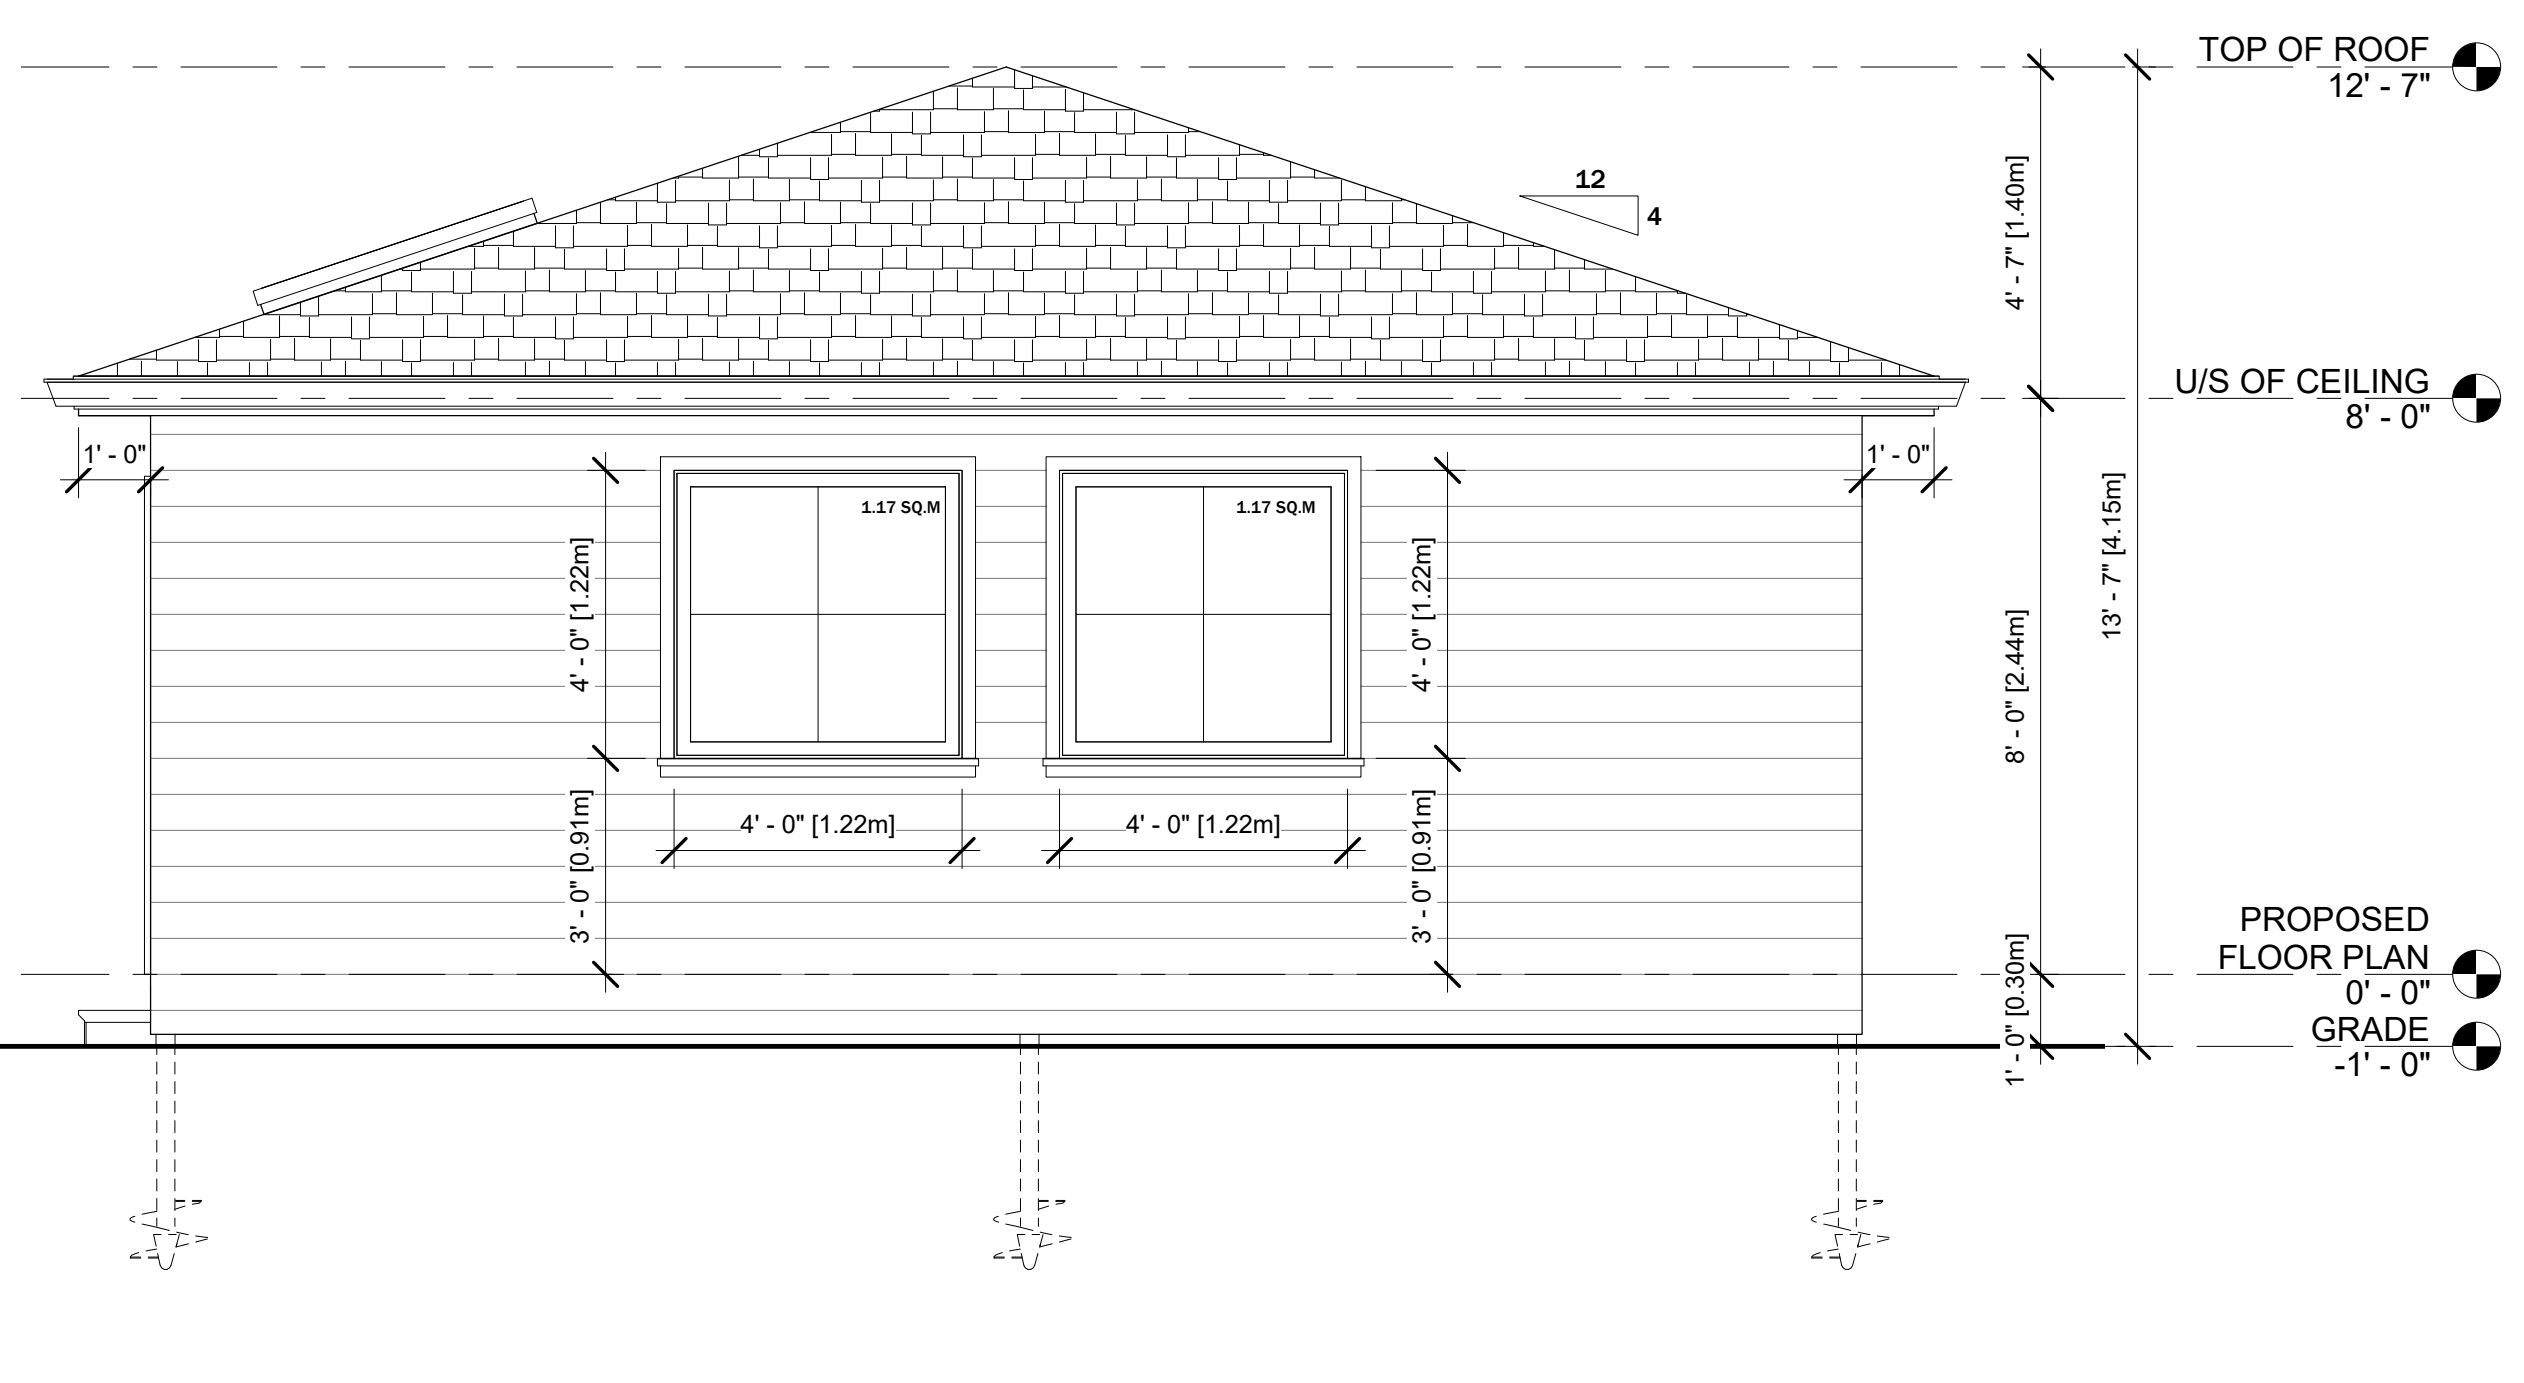 TOP OF ROOF
12' - 7"
12
4
4' - 7" [1.40m]
U/S OF CEILING
8' - 0"
1' - 0"
1' - 0"
1.17 SQ.M
1.17 SQ.M
4' - 0" [1.22m]
4' - 0" [1.22m]
13' - 7" [4.15m]
8' - 0" [2.44m]
4' - 0" [1.22m]
4' - 0" [1.22m]
3' - 0" [0.91m]
3' - 0" [0.91m]
PROPOSED
FLOOR PLAN
0' - 0"
1' - 0" [0.30m]
GRADE
-1' - 0"